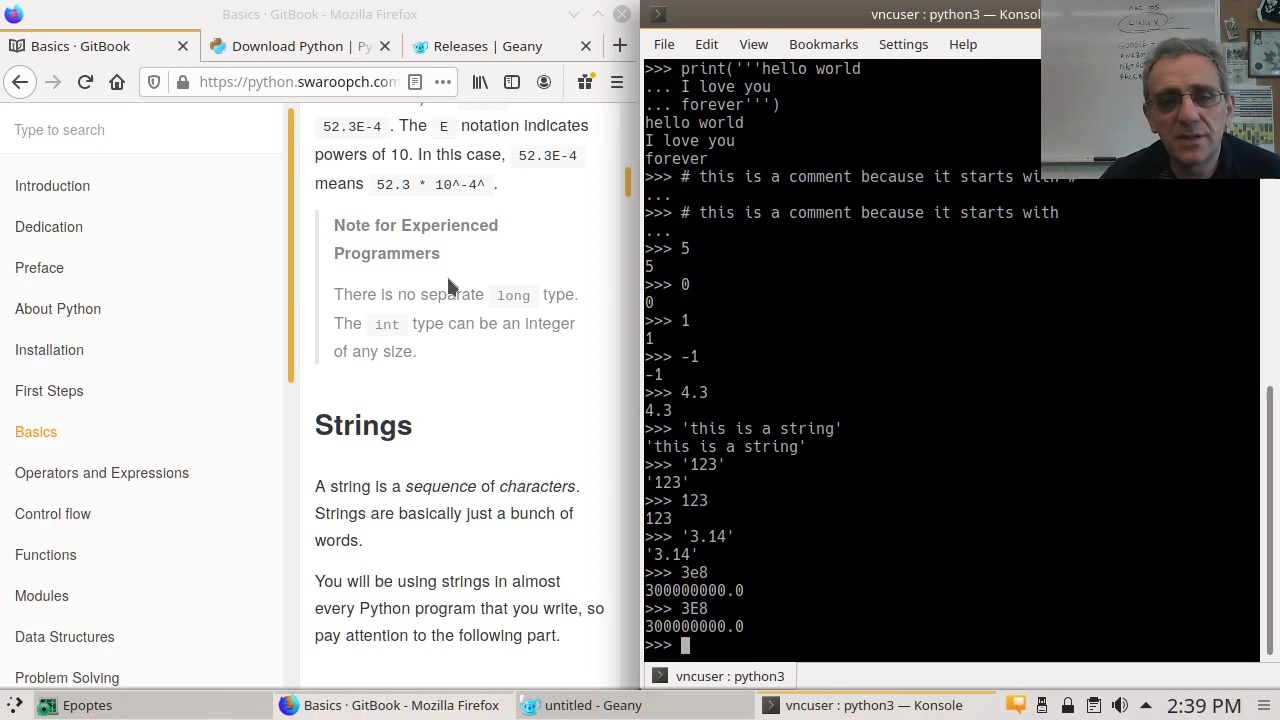 Basics · GitBook - Mozilla Firefox
Basics · GitBook
Download Python | Py
Releases | Geany
https://python.swaroopch.com
Type to search
Introduction
Dedication
Preface
About Python
Installation
First Steps
Basics
Operators and Expressions
Control flow
Functions
Modules
Data Structures
Problem Solving
52.3E-4 . The E notation indicates
powers of 10. In this case, 52.3E-4
means 52.3 * 10^-4^ .
Note for Experienced
Programmers
There is no separate long type.
The int type can be an integer
of any size.
Strings
A string is a sequence of characters.
Strings are basically just a bunch of
words.
You will be using strings in almost
every Python program that you write, so
pay attention to the following part.
vncuser : python3 — Konsol
File Edit View Bookmarks Settings Help
>>> print('''hello world
... I love you
... forever''')
hello world
I love you
forever
>>> # this is a comment because it starts with #
...
>>> # this is a comment because it starts with
...
>>> 5
5
>>> 0
0
>>> 1
1
>>> -1
-1
>>> 4.3
4.3
>>> 'this is a string'
'this is a string'
>>> '123'
'123'
>>> 123
123
>>> '3.14'
'3.14'
>>> 3e8
300000000.0
>>> 3E8
300000000.0
>>>
vncuser : python3
LINUX
Epoptes
Basics · GitBook - Mozilla Firefox
untitled - Geany
vncuser : python3 — Konsole
2:39 PM